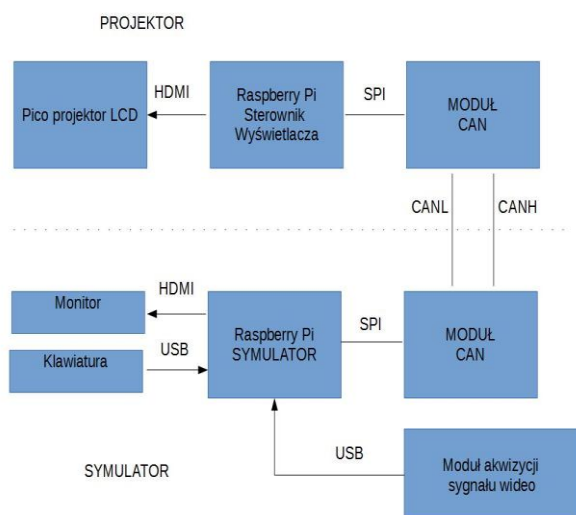 PROJEKTOR
Pico projektor LCD
HDMI
Raspberry Pi
Sterownik
Wyświetlacza
SPI
MODUŁ
CAN
CANL
CANH
Monitor
HDMI
Klawiatura
USB
Raspberry Pi
SYMULATOR
SPI
MODUŁ
CAN
USB
Moduł akwizycji
sygnału wideo
SYMULATOR